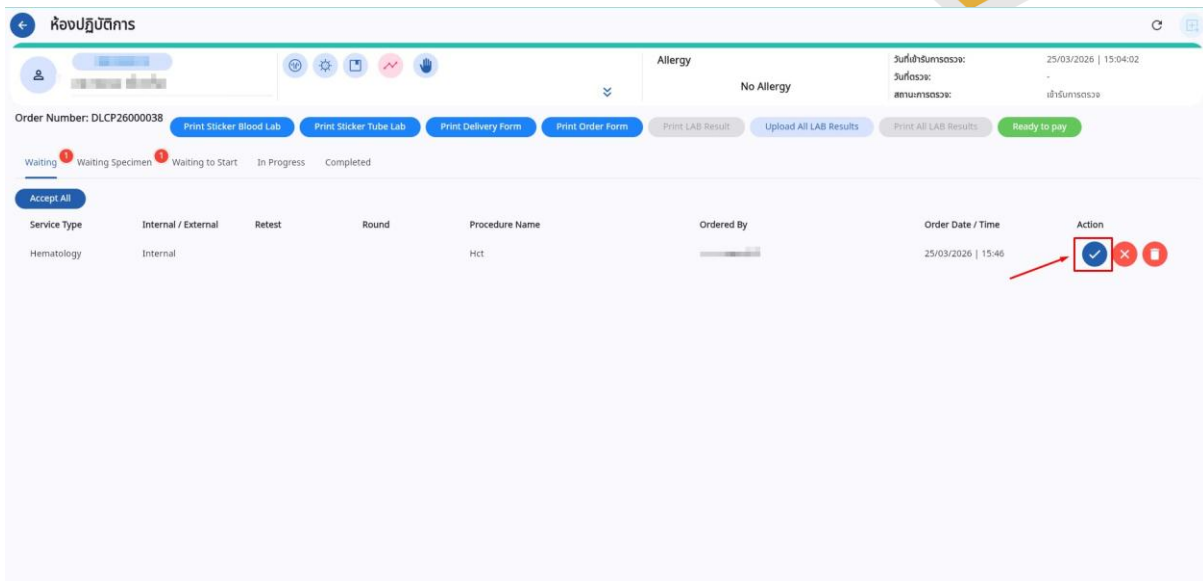 ห้องปฏิบัติการ
Allergy
No Allergy
วันที่เข้ารับการตรวจ: 25/03/2026 | 15:04:02
วันที่ตรวจ: -
สถานะการตรวจ: เข้ารับการตรวจ
Order Number: DLCP26000038 Print Sticker Blood Lab Print Sticker Tube Lab Print Delivery Form Print Order Form Print LAB Result Upload All LAB Results Print All LAB Results Ready to pay
Waiting 1 Waiting Specimen 1 Waiting to Start In Progress Completed
Accept All
Service Type Internal / External Retest Round Procedure Name Ordered By Order Date / Time Action
Hematology Internal Hct 25/03/2026 | 15:46